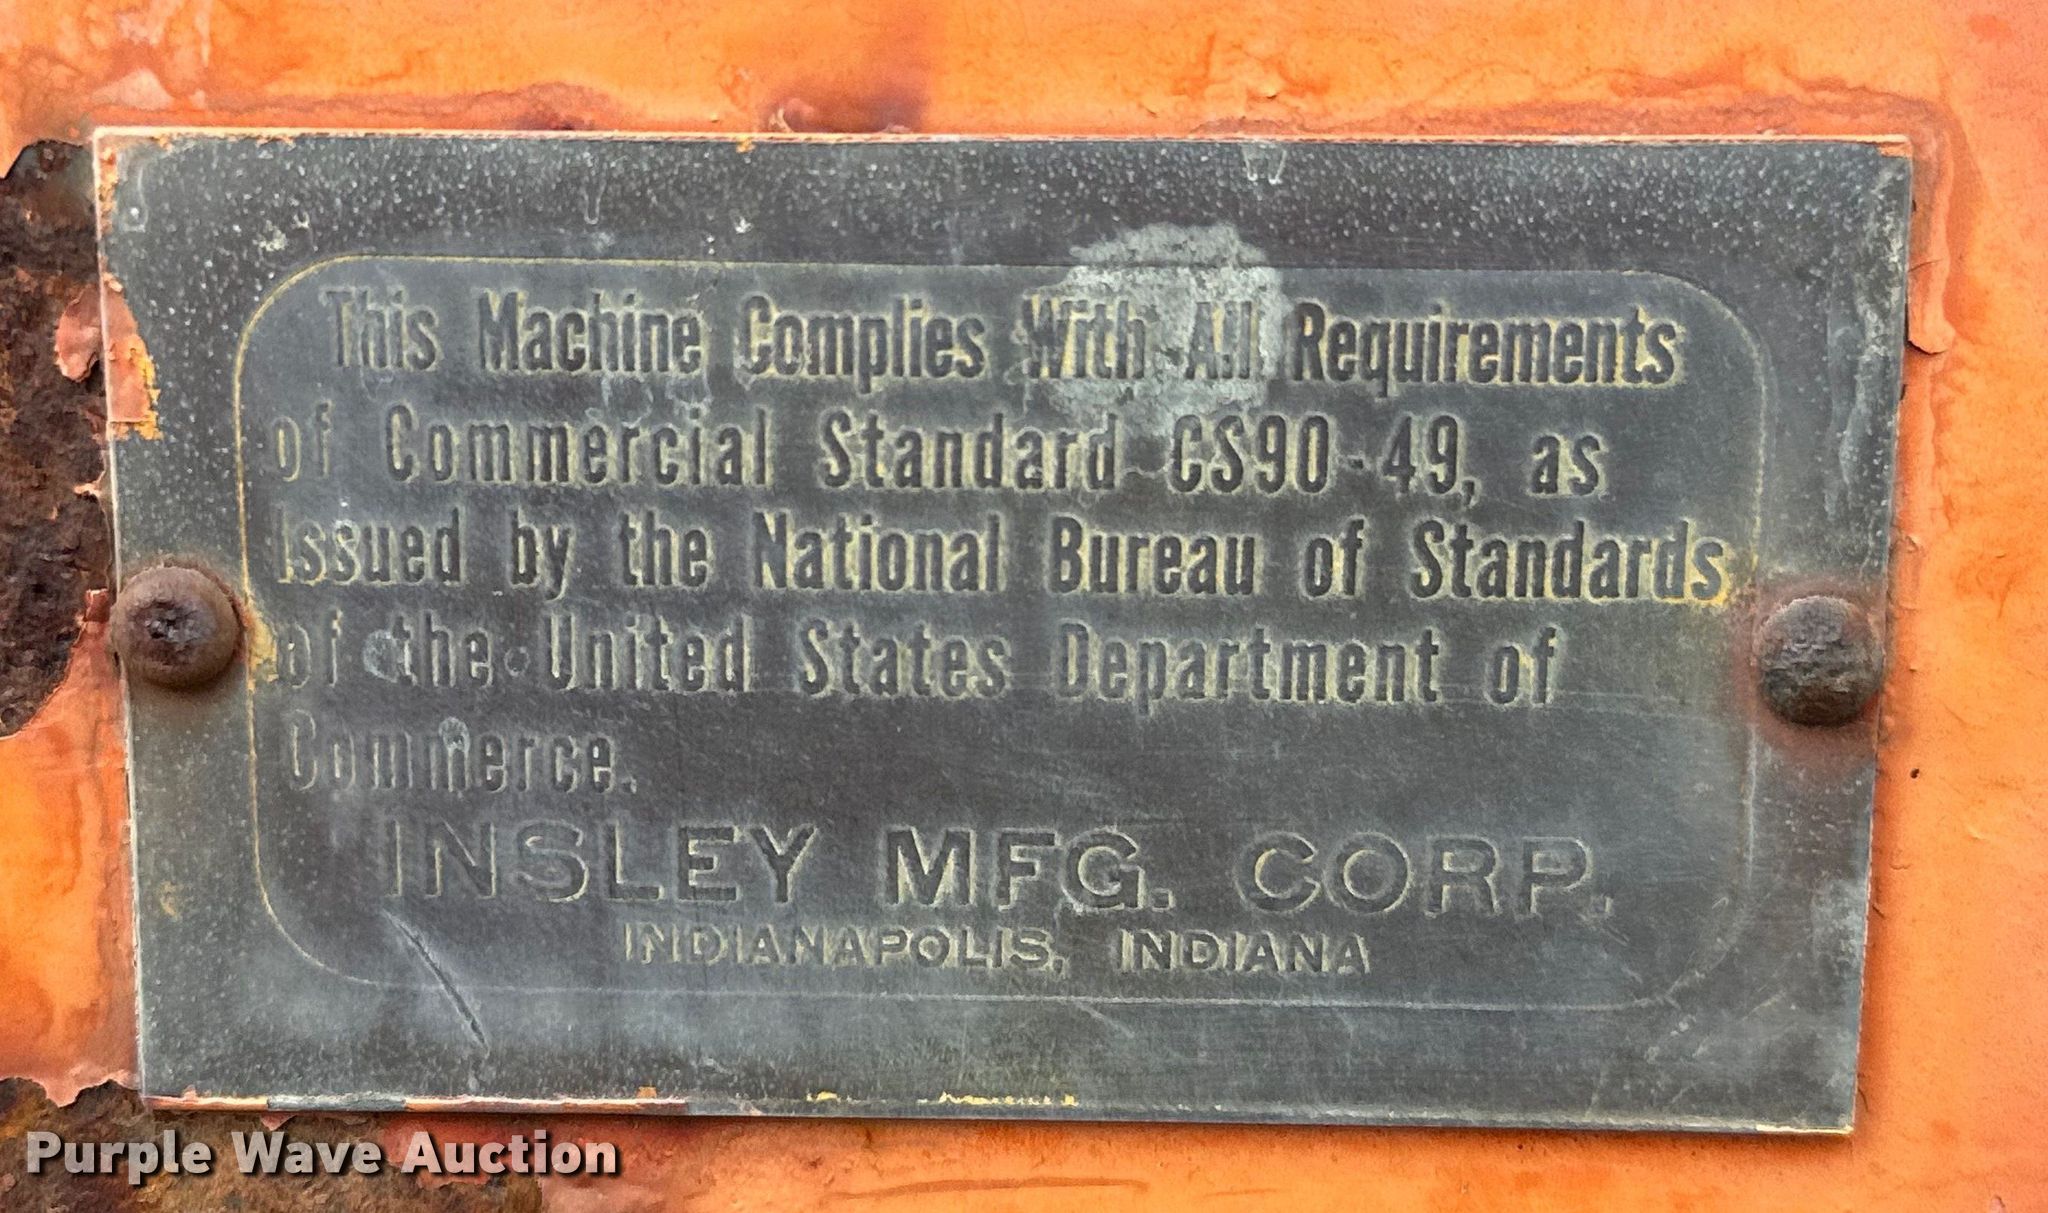 This Machine Complies With All Requirements
of Commercial Standard CS90-49, as
Issued by the National Bureau of Standards
of the United States Department of
Commerce.
INSLEY MFG. CORP.
INDIANAPOLIS, INDIANA
Purple Wave Auction